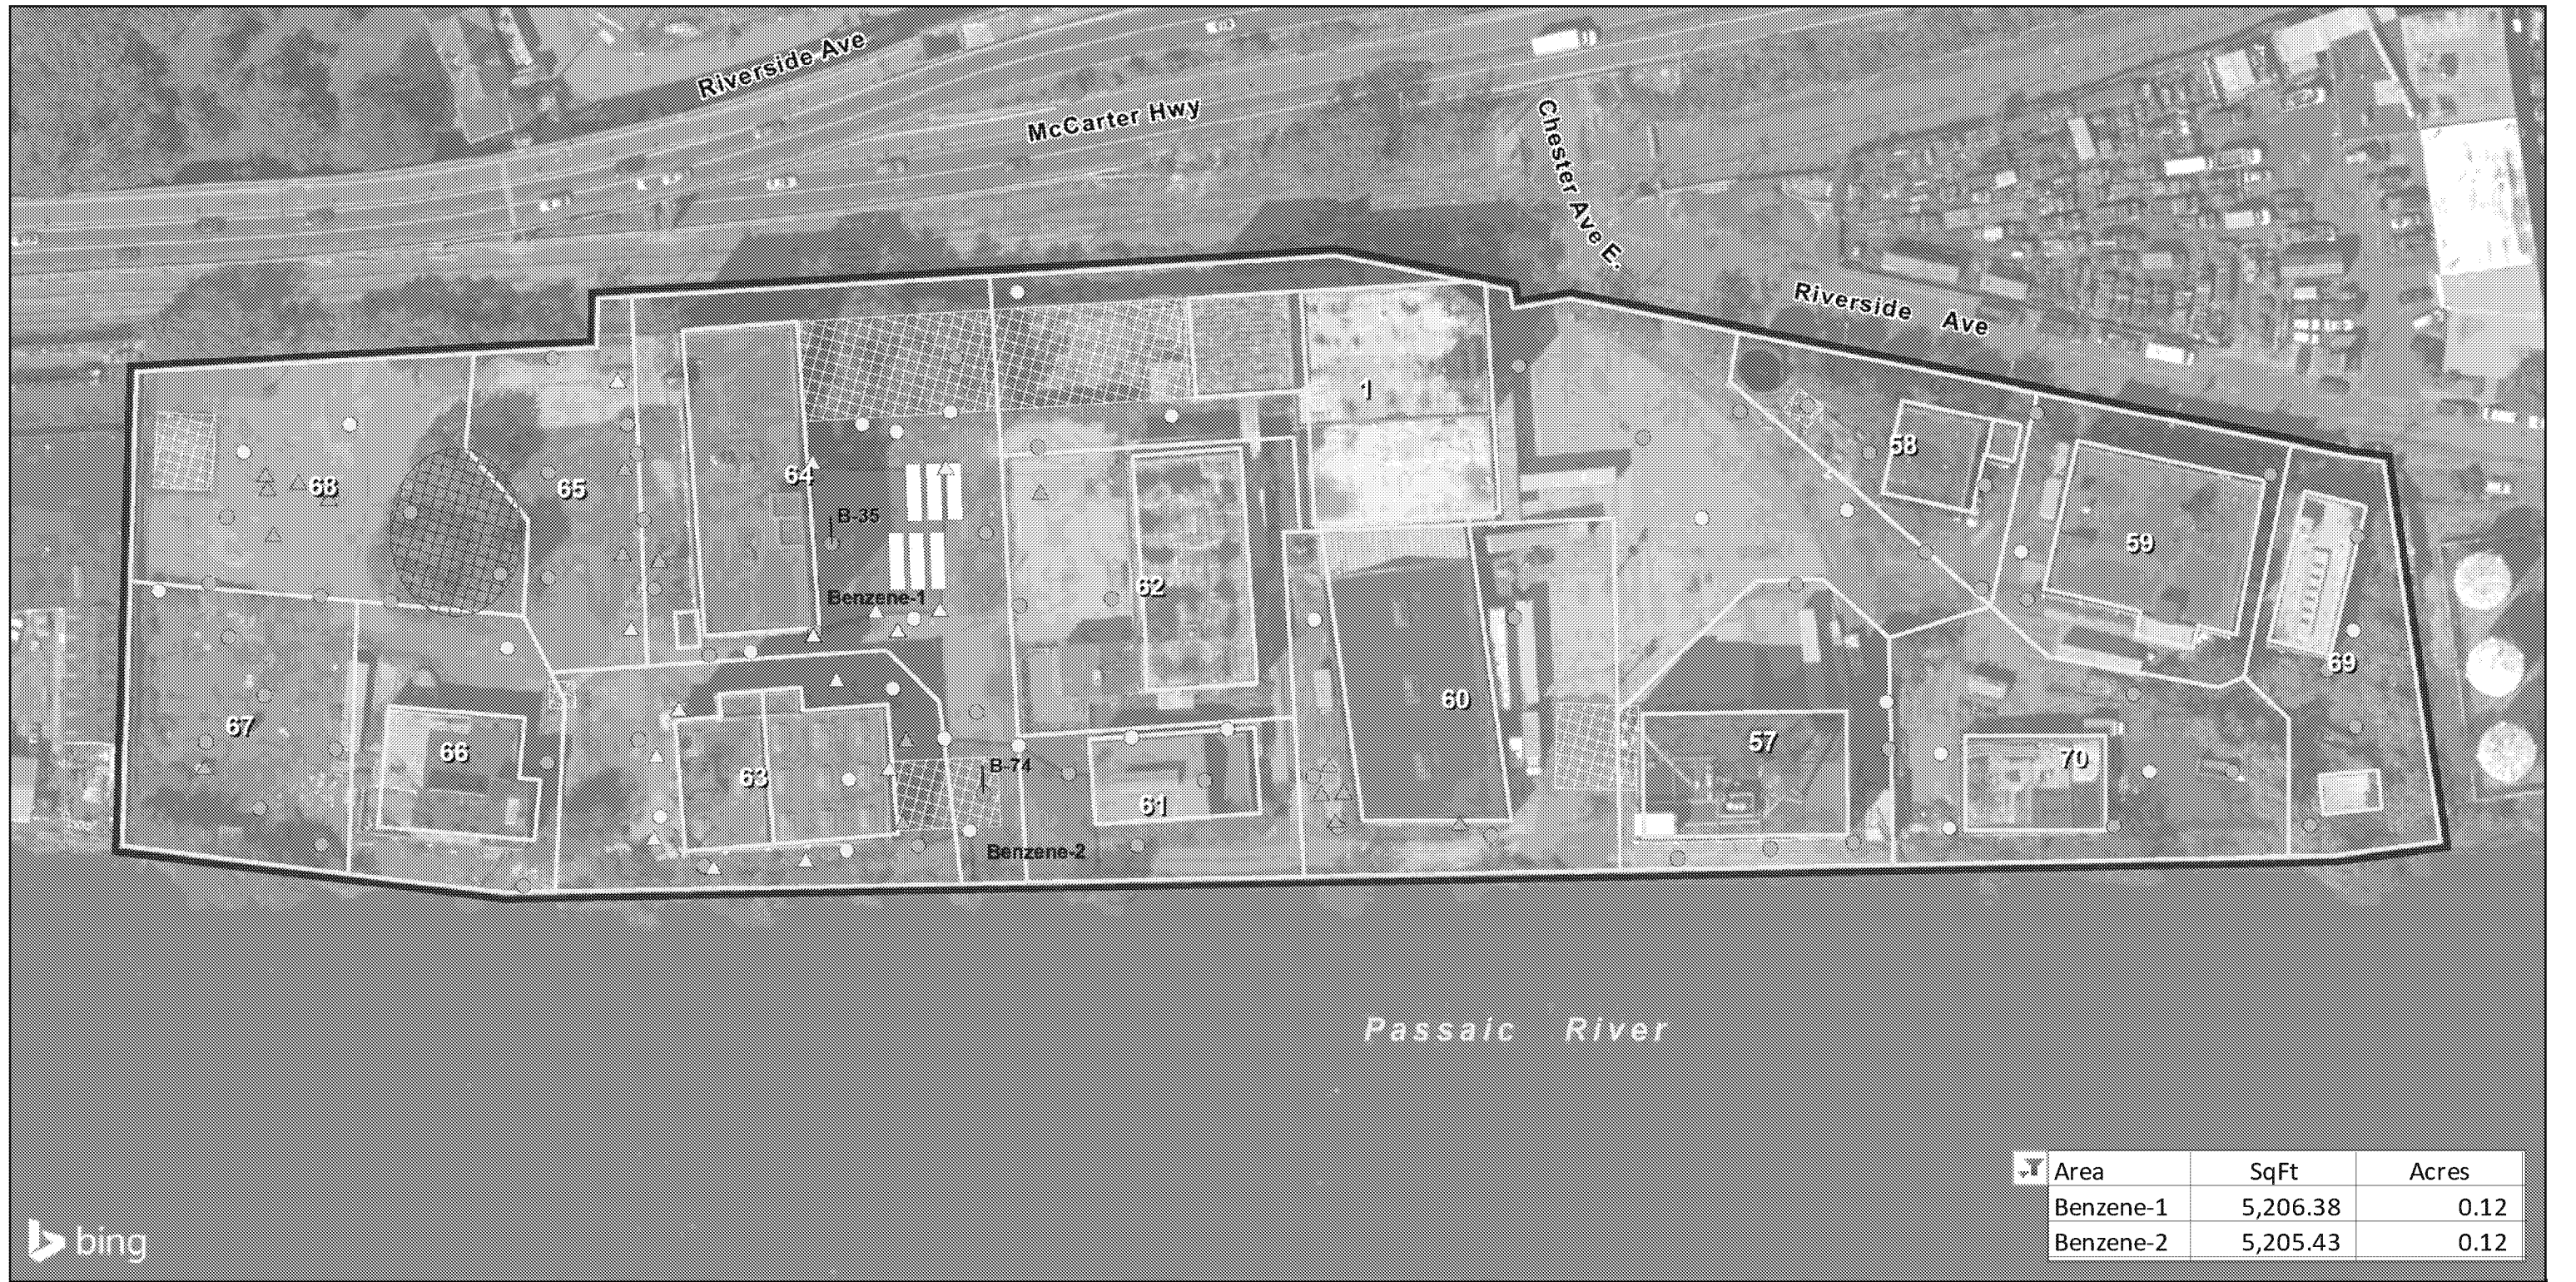 Riverside Ave
McCarter Hwy
Chester Ave E.
Riverside Ave
1
58
64
68
65
B-35
59
62
Benzene-1
69
60
67
66
57
70
63
B-74
61
Benzene-2
Passaic River
Area SqFt Acres
Benzene-1 5,206.38 0.12
Benzene-2 5,205.43 0.12
bing